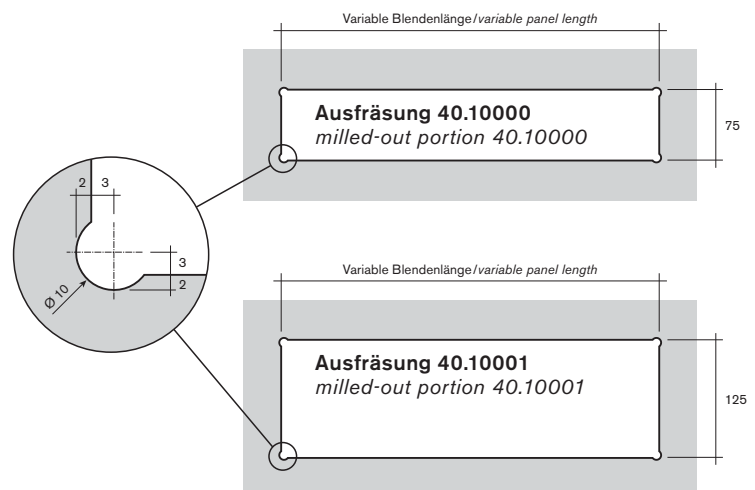 Variable Blendenlänge/variable panel length
Ausfräsung 40.10000
milled-out portion 40.10000
75
2 3
3
2
Ø 10
Variable Blendenlänge/variable panel length
Ausfräsung 40.10001
milled-out portion 40.10001
125